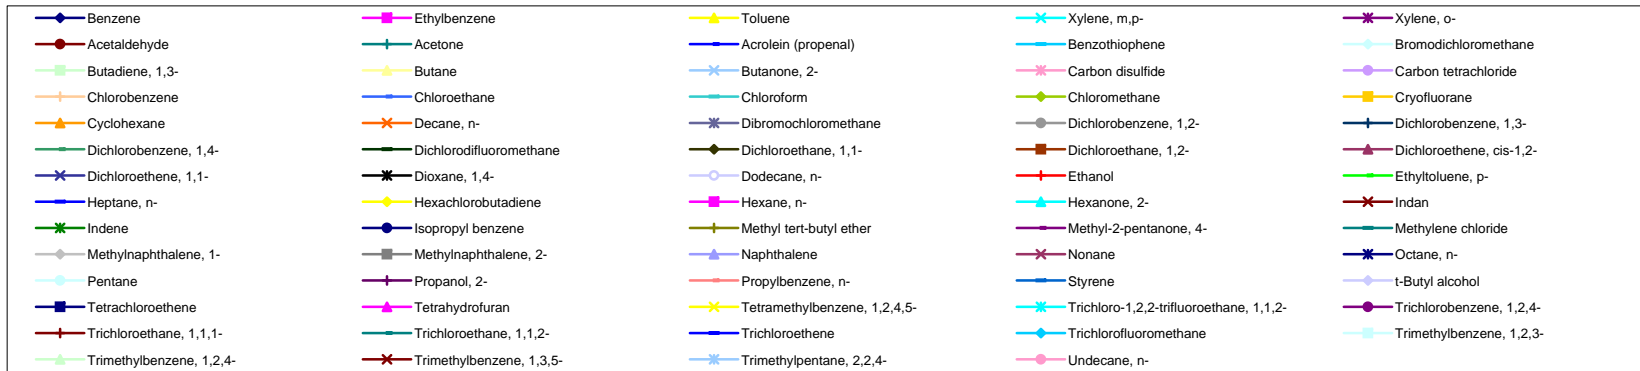 Benzene Ethylbenzene Toluene Xylene, m,p- Xylene, o-
Acetaldehyde Acetone Acrolein (propenal) Benzothiophene Bromodichloromethane
Butadiene, 1,3- Butane Butanone, 2- Carbon disulfide Carbon tetrachloride
Chlorobenzene Chloroethane Chloroform Chloromethane Cryofluorane
Cyclohexane Decane, n- Dibromochloromethane Dichlorobenzene, 1,2- Dichlorobenzene, 1,3-
Dichlorobenzene, 1,4- Dichlorodifluoromethane Dichloroethane, 1,1- Dichloroethane, 1,2- Dichloroethene, cis-1,2-
Dichloroethene, 1,1- Dioxane, 1,4- Dodecane, n- Ethanol Ethyltoluene, p-
Heptane, n- Hexachlorobutadiene Hexane, n- Hexanone, 2- Indan
Indene Isopropyl benzene Methyl tert-butyl ether Methyl-2-pentanone, 4- Methylene chloride
Methylnaphthalene, 1- Methylnaphthalene, 2- Naphthalene Nonane Octane, n-
Pentane Propanol, 2- Propylbenzene, n- Styrene t-Butyl alcohol
Tetrachloroethene Tetrahydrofuran Tetramethylbenzene, 1,2,4,5- Trichloro-1,2,2-trifluoroethane, 1,1,2- Trichlorobenzene, 1,2,4-
Trichloroethane, 1,1,1- Trichloroethane, 1,1,2- Trichloroethene Trichlorofluoromethane Trimethylbenzene, 1,2,3-
Trimethylbenzene, 1,2,4- Trimethylbenzene, 1,3,5- Trimethylpentane, 2,2,4- Undecane, n-